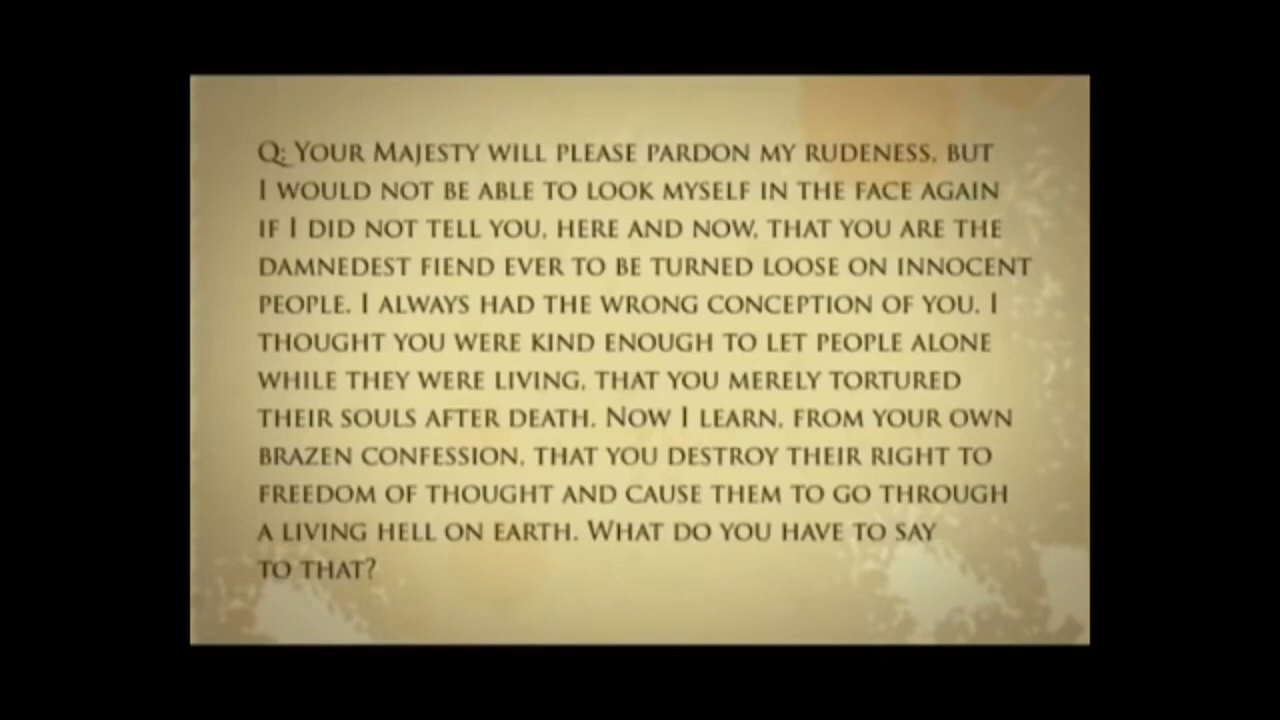 Q: Your Majesty will please pardon my rudeness, but
I would not be able to look myself in the face again
if I did not tell you, here and now, that you are the
damnedest fiend ever to be turned loose on innocent
people. I always had the wrong conception of you. I
thought you were kind enough to let people alone
while they were living, that you merely tortured
their souls after death. Now I learn, from your own
brazen confession, that you destroy their right to
freedom of thought and cause them to go through
a living hell on earth. What do you have to say
to that?